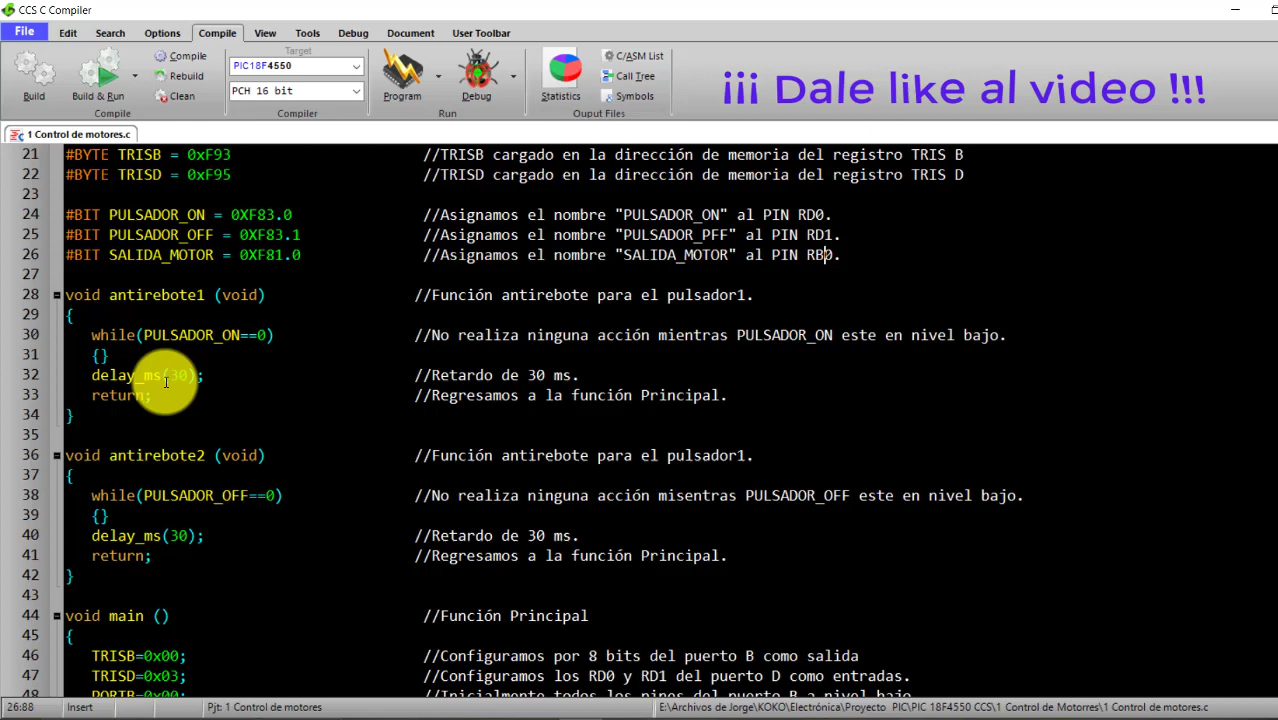 CCS C Compiler
File Edit Search Options Compile View Tools Debug Document User Toolbar
Build
Build & Run
Compile
Rebuild
Clean
Compile
Target
PIC18F4550
PCH 16 bit
Compiler
Program
Debug
Run
Statistics
C/ASM List
Call Tree
Symbols
Ouput Files
¡¡¡ Dale like al video !!!
1 Control de motores.c
21 #BYTE TRISB = 0xF93 //TRISB cargado en la dirección de memoria del registro TRIS B
22 #BYTE TRISD = 0xF95 //TRISD cargado en la dirección de memoria del registro TRIS D
23
24 #BIT PULSADOR_ON = 0XF83.0 //Asignamos el nombre "PULSADOR_ON" al PIN RD0.
25 #BIT PULSADOR_OFF = 0XF83.1 //Asignamos el nombre "PULSADOR_PFF" al PIN RD1.
26 #BIT SALIDA_MOTOR = 0XF81.0 //Asignamos el nombre "SALIDA_MOTOR" al PIN RB0.
27
28 void antirebote1 (void) //Función antirebote para el pulsador1.
29 {
30 while(PULSADOR_ON==0) //No realiza ninguna acción mientras PULSADOR_ON este en nivel bajo.
31 {}
32 delay_ms(30); //Retardo de 30 ms.
33 return; //Regresamos a la función Principal.
34 }
35
36 void antirebote2 (void) //Función antirebote para el pulsador1.
37 {
38 while(PULSADOR_OFF==0) //No realiza ninguna acción misentras PULSADOR_OFF este en nivel bajo.
39 {}
40 delay_ms(30); //Retardo de 30 ms.
41 return; //Regresamos a la función Principal.
42 }
43
44 void main () //Función Principal
45 {
46 TRISB=0x00; //Configuramos por 8 bits del puerto B como salida
47 TRISD=0x03; //Configuramos los RD0 y RD1 del puerto D como entradas.
48 PORTB=0x00; //Inicialmente todos los pines del puerto B a nivel bajo
26:88 Insert Pjt: 1 Control de motores E:\Archivos de Jorge\KOKO\Electrónica\Proyecto PIC\PIC 18F4550 CCS\1 Control de Motorres\1 Control de motores.c